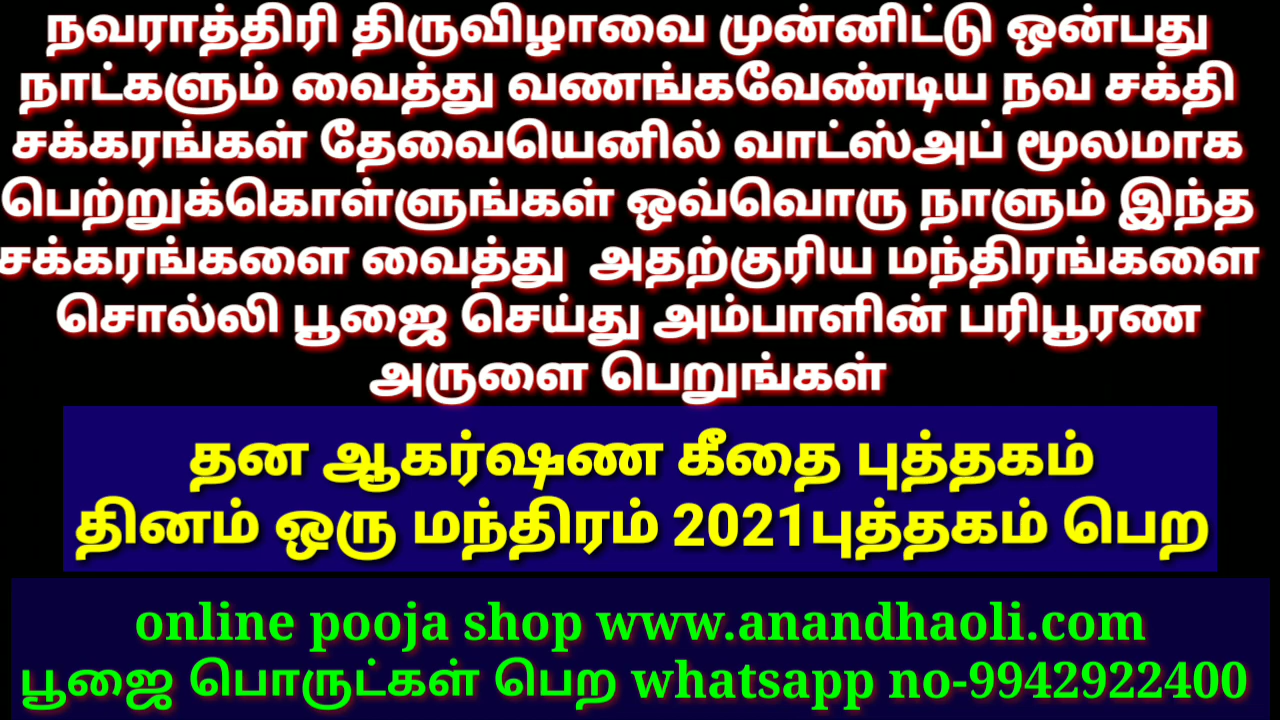 நவராத்திரி திருவிழாவை முன்னிட்டு ஒன்பது
நாட்களும் வைத்து வணங்கவேண்டிய நவ சக்தி
சக்கரங்கள் தேவையெனில் வாட்ஸ்அப் மூலமாக
பெற்றுக்கொள்ளுங்கள் ஒவ்வொரு நாளும் இந்த
சக்கரங்களை வைத்து அதற்குரிய மந்திரங்களை
சொல்லி பூஜை செய்து அம்பாளின் பரிபூரண
அருளை பெறுங்கள்
தன ஆகர்ஷண கீதை புத்தகம்
தினம் ஒரு மந்திரம் 2021புத்தகம் பெற
online pooja shop www.anandhaoli.com
பூஜை பொருட்கள் பெற whatsapp no-9942922400